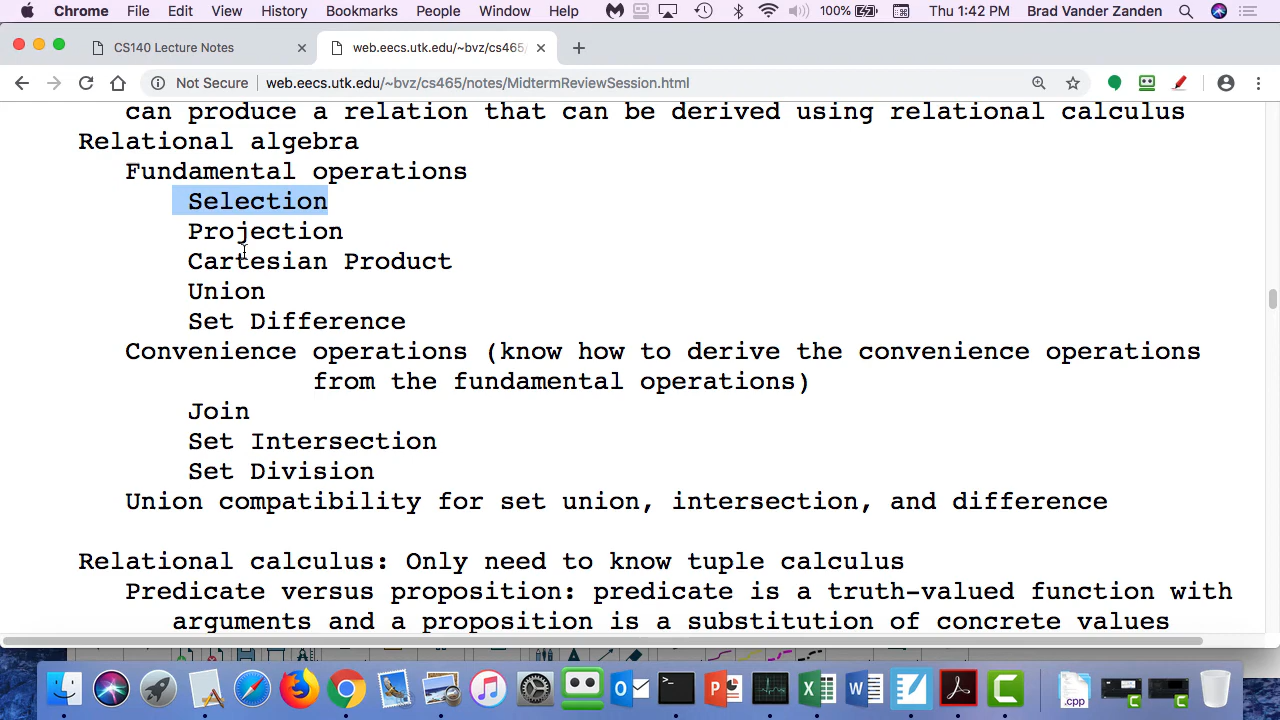 Chrome File Edit View History Bookmarks People Window Help 100% Thu 1:42 PM Brad Vander Zanden
CS140 Lecture Notes web.eecs.utk.edu/~bvz/cs465/
Not Secure web.eecs.utk.edu/~bvz/cs465/notes/MidtermReviewSession.html
can produce a relation that can be derived using relational calculus
Relational algebra
Fundamental operations
Selection
Projection
Cartesian Product
Union
Set Difference
Convenience operations (know how to derive the convenience operations
from the fundamental operations)
Join
Set Intersection
Set Division
Union compatibility for set union, intersection, and difference
Relational calculus: Only need to know tuple calculus
Predicate versus proposition: predicate is a truth-valued function with
arguments and a proposition is a substitution of concrete values
.cpp